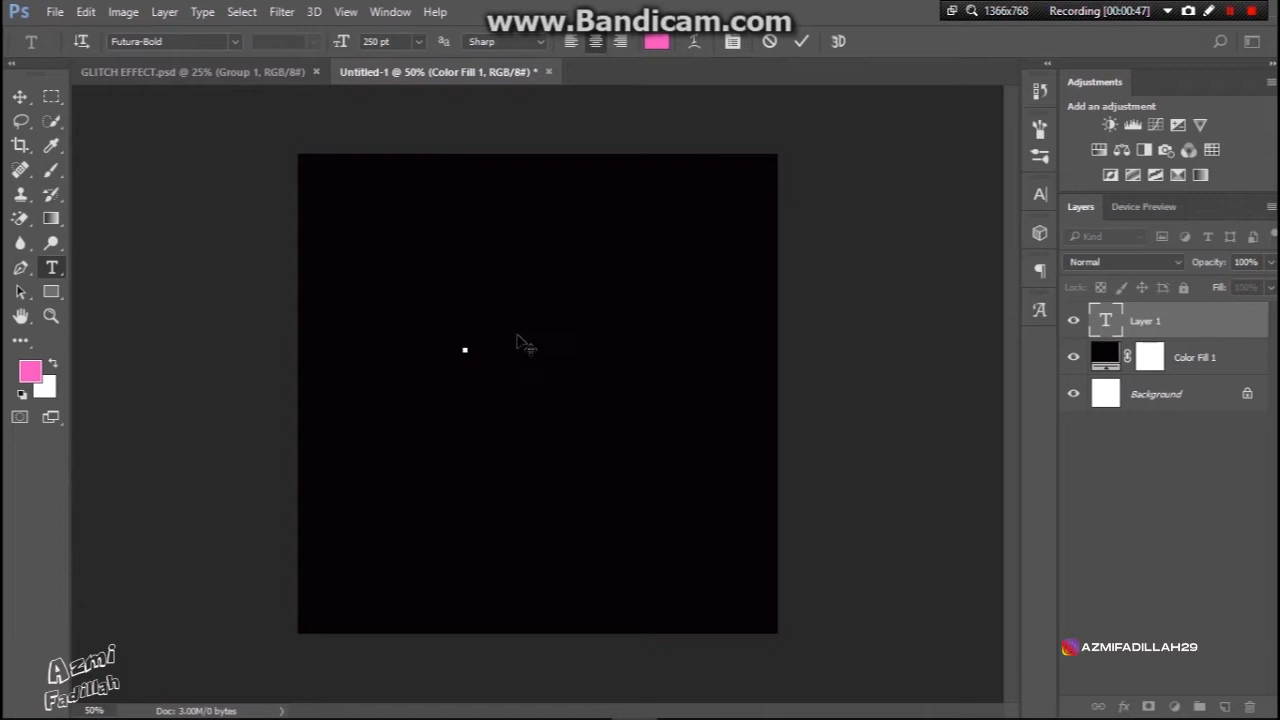 www.Bandicam.com
Ps File Edit Image Layer Type Select Filter 3D View Window Help
1366x768 Recording [00:00:47]
T Futura-Bold 250 pt Sharp 3D
GLITCH EFFECT.psd @ 25% (Group 1, RGB/8#) × Untitled-1 @ 50% (Color Fill 1, RGB/8#) * ×
Adjustments
Add an adjustment
Layers Device Preview
Kind
Normal Opacity: 100%
Lock: Fill: 100%
T Layer 1
Color Fill 1
Background
AZMIFADILLAH29
Azmi
Fadillah
50% Doc: 3.00M/0 bytes